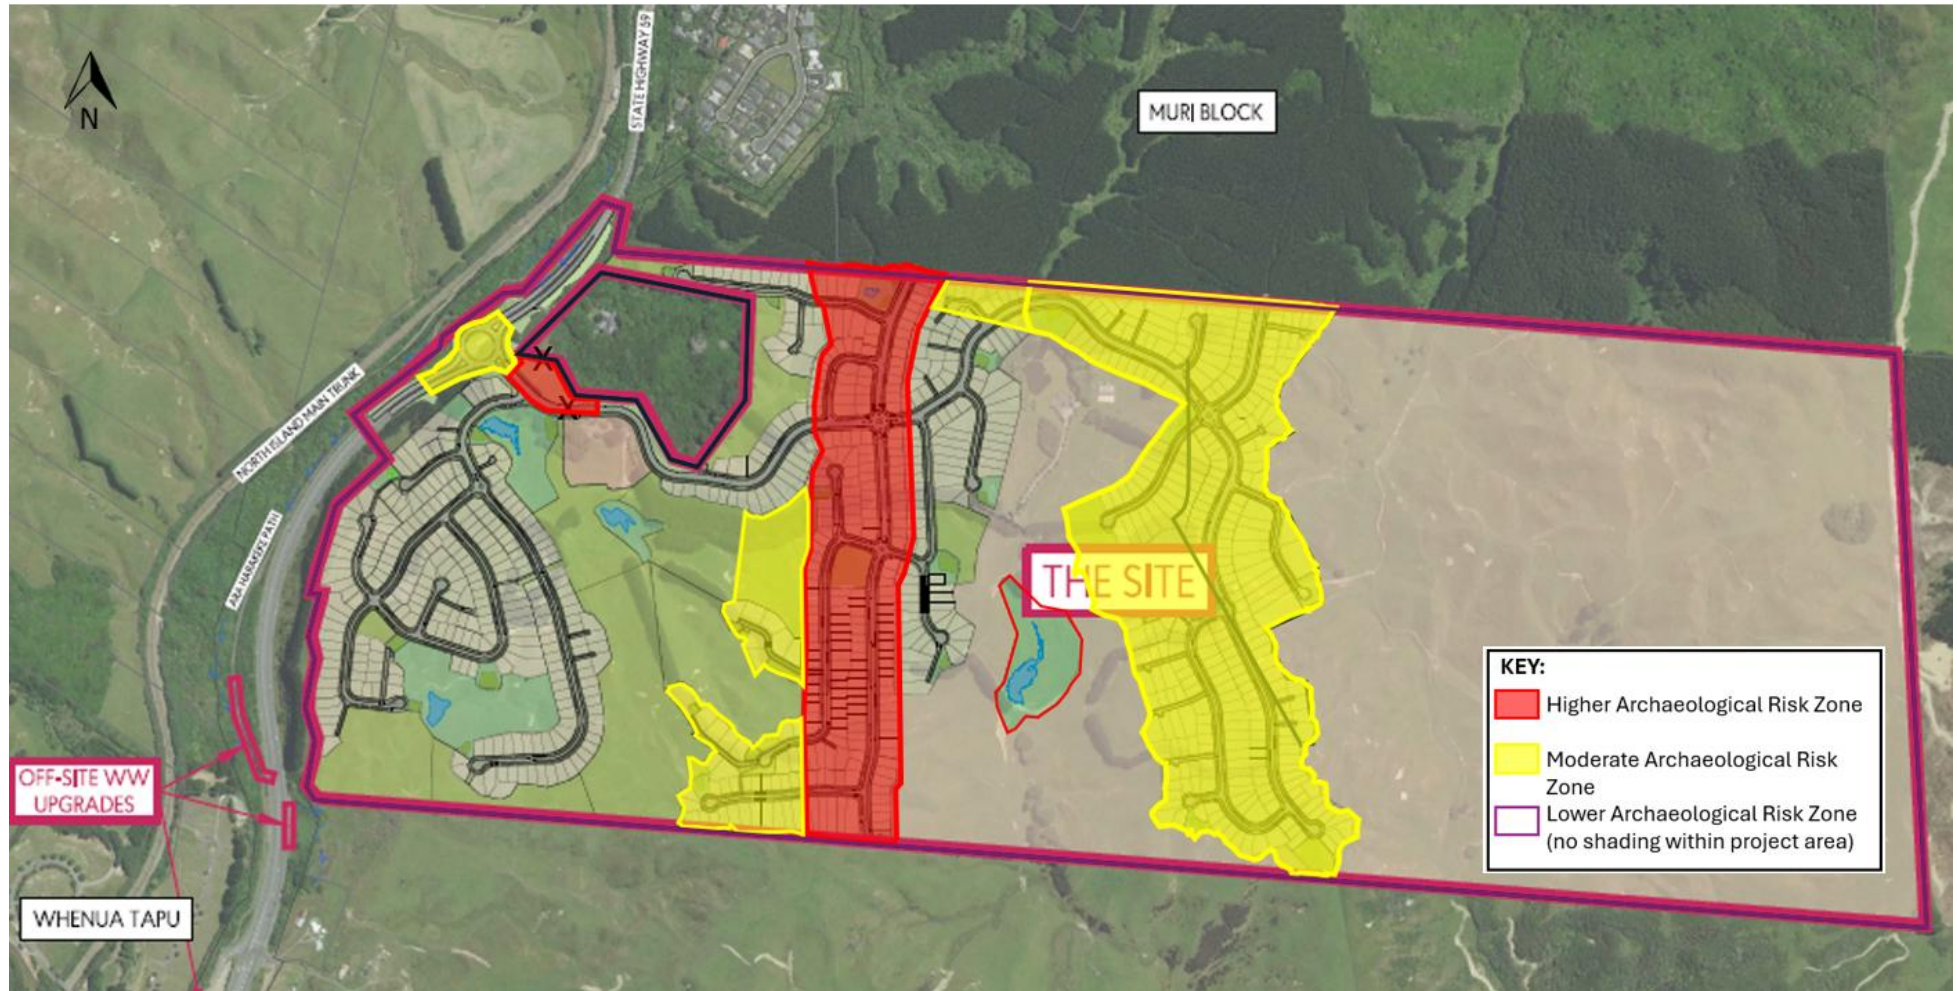 STATE HIGHWAY 59
MURI BLOCK
N
X
X
NORTH ISLAND MAIN TRUNK
ARA HARAKEKE PATH
THE SITE
OFF-SITE WW
UPGRADES
WHENUA TAPU
KEY:
Higher Archaeological Risk Zone
Moderate Archaeological Risk
Zone
Lower Archaeological Risk Zone
(no shading within project area)